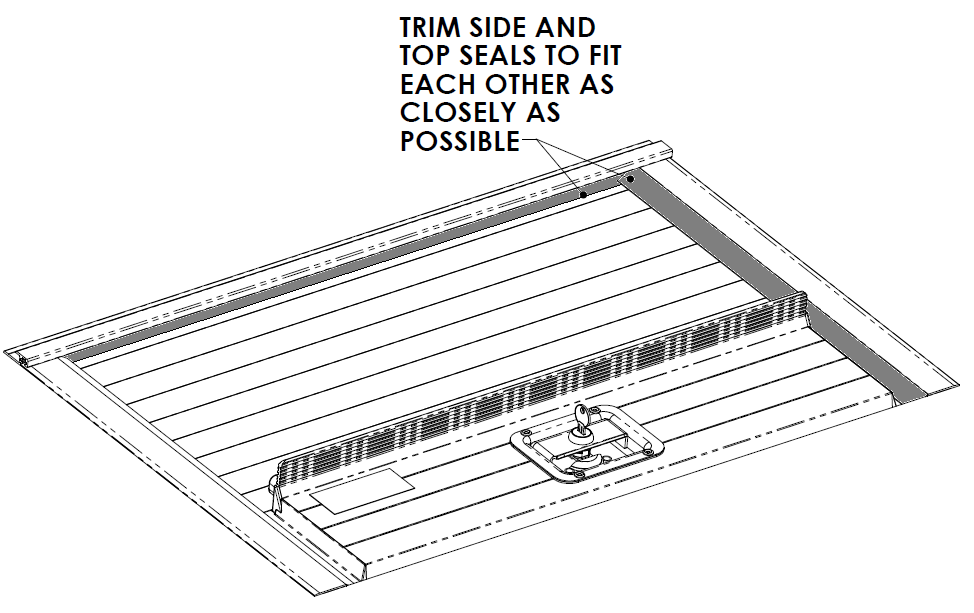 TRIM SIDE AND
TOP SEALS TO FIT
EACH OTHER AS
CLOSELY AS
POSSIBLE